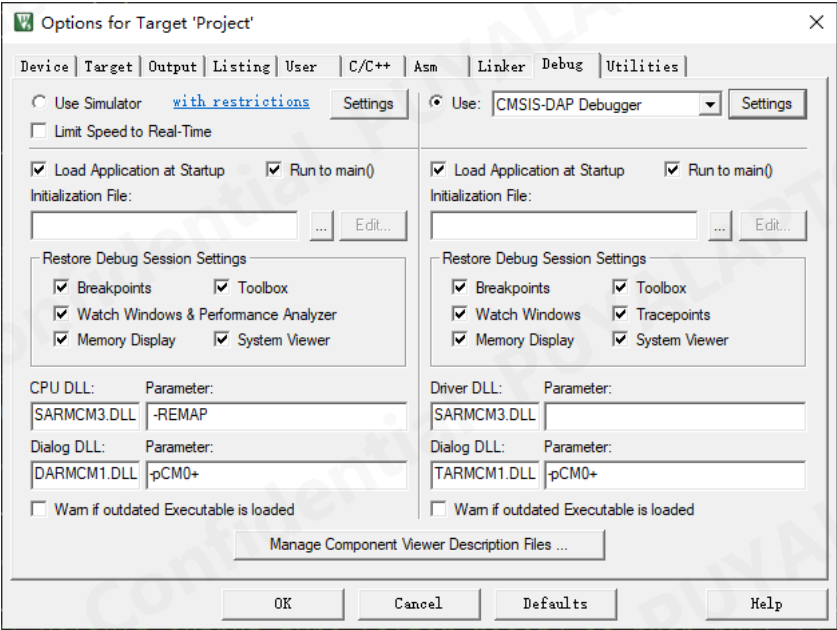 Options for Target 'Project'
Device Target Output Listing User C/C++ Asm Linker Debug Utilities
Use Simulator with restrictions Settings
Limit Speed to Real-Time
Load Application at Startup Run to main()
Initialization File:
... Edit...
Restore Debug Session Settings
Breakpoints Toolbox
Watch Windows & Performance Analyzer
Memory Display System Viewer
CPU DLL: Parameter:
SARMCM3.DLL -REMAP
Dialog DLL: Parameter:
DARMCM1.DLL -pCM0+
Warn if outdated Executable is loaded
Use: CMSIS-DAP Debugger Settings
Load Application at Startup Run to main()
Initialization File:
... Edit...
Restore Debug Session Settings
Breakpoints Toolbox
Watch Windows Tracepoints
Memory Display System Viewer
Driver DLL: Parameter:
SARMCM3.DLL
Dialog DLL: Parameter:
TARMCM1.DLL -pCM0+
Warn if outdated Executable is loaded
Manage Component Viewer Description Files ...
OK Cancel Defaults Help